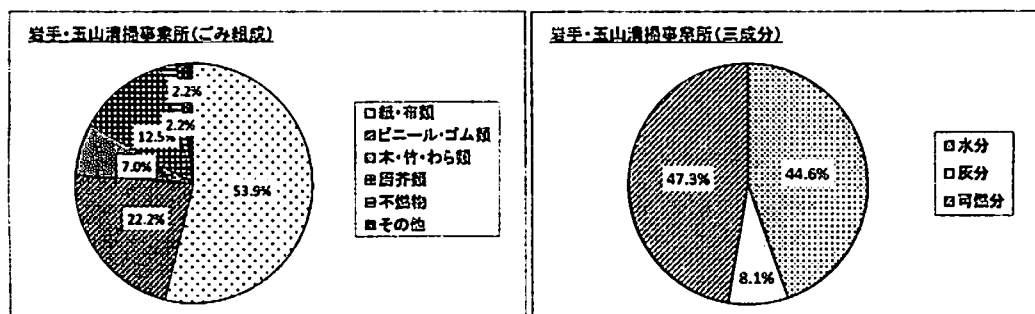 岩手・玉山清掃事業所(ごみ組成)
2.2%
2.2%
12.5%
7.0%
22.2%
53.9%
紙・布類
ビニール・ゴム類
木・竹・わら類
厨芥類
不燃物
その他
岩手・玉山清掃事業所(三成分)
47.3%
44.6%
8.1%
水分
灰分
可燃分